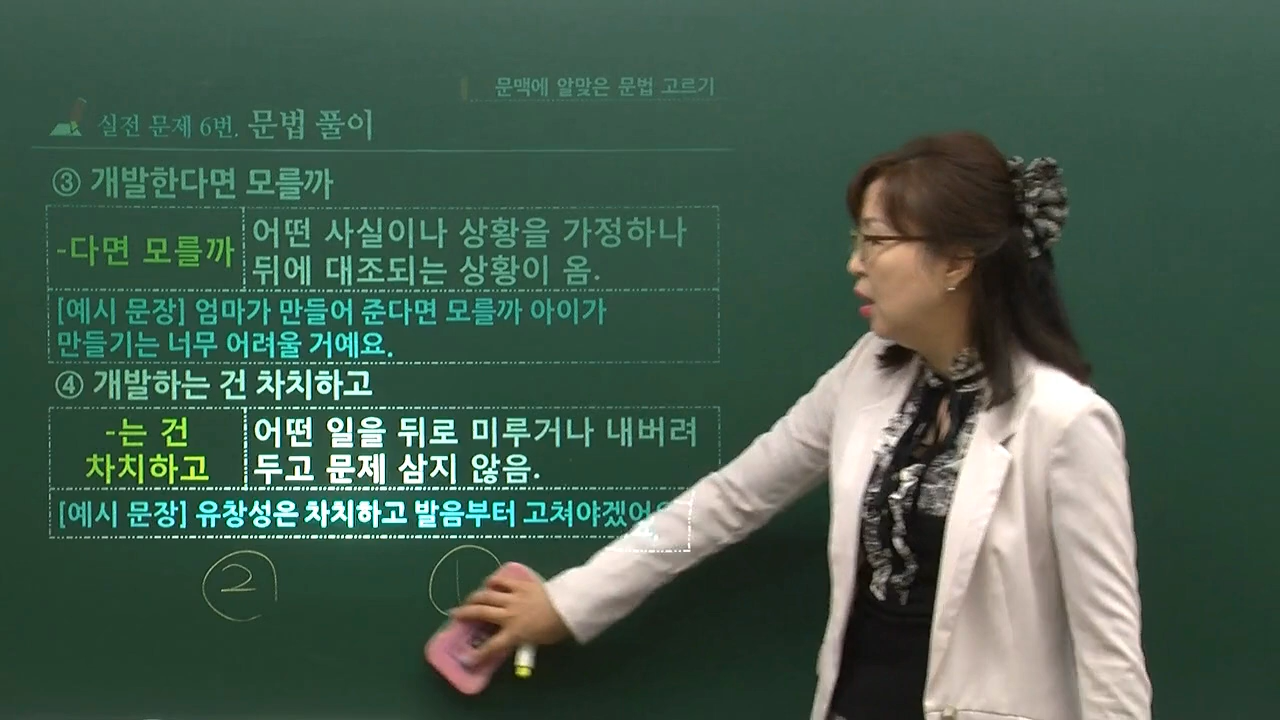 문맥에 알맞은 문법 고르기
실전 문제 6번. 문법 풀이
③ 개발한다면 모를까
-다면 모를까
어떤 사실이나 상황을 가정하나
뒤에 대조되는 상황이 옴.
[예시 문장] 엄마가 만들어 준다면 모를까 아이가
만들기는 너무 어려울 거예요.
④ 개발하는 건 차치하고
-는 건
차치하고
어떤 일을 뒤로 미루거나 내버려
두고 문제 삼지 않음.
[예시 문장] 유창성은 차치하고 발음부터 고쳐야겠어요.
② ①